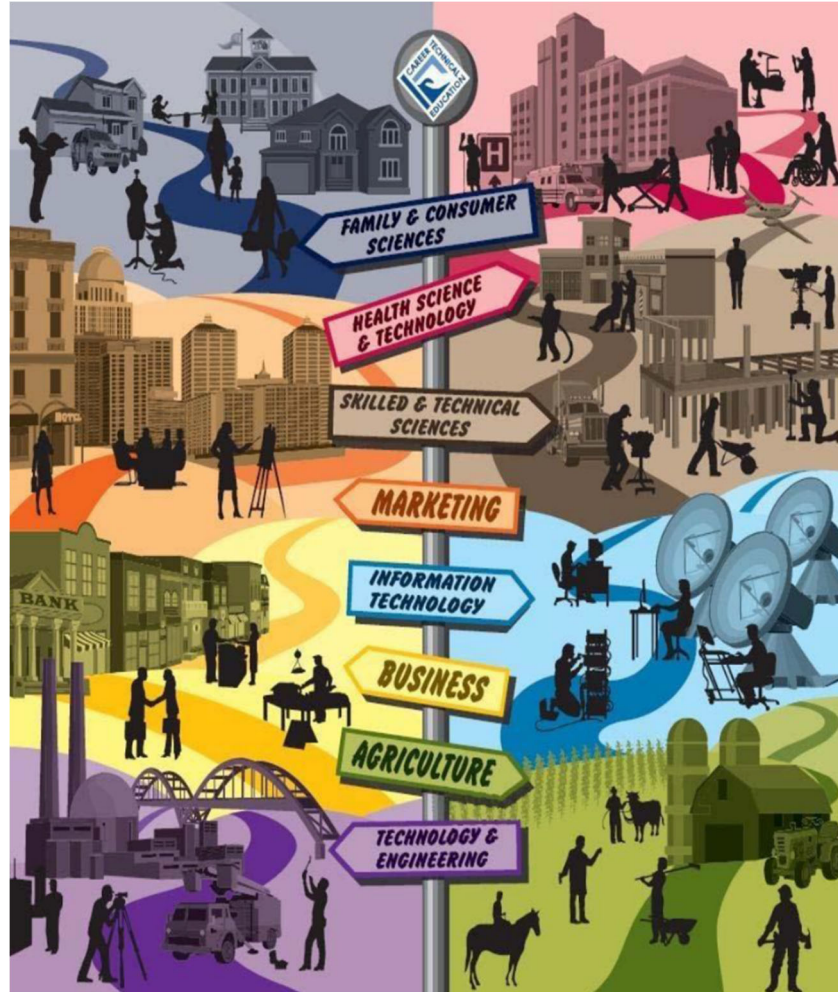 CAREER
TECHNICAL
EDUCATION
H
FAMILY & CONSUMER
SCIENCES
HEALTH SCIENCE
& TECHNOLOGY
SKILLED & TECHNICAL
SCIENCES
HOTEL
MARKETING
INFORMATION
TECHNOLOGY
BANK
BUSINESS
AGRICULTURE
TECHNOLOGY &
ENGINEERING